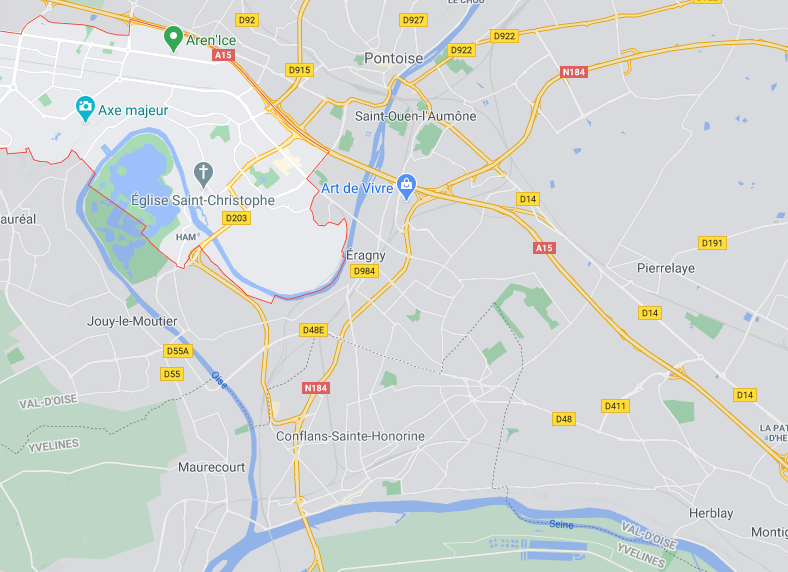 LE CHOU
D92
D927
D922
D922
Aren'Ice
A15
D915
Pontoise
N184
Axe majeur
Saint-Ouen-l'Aumône
Église Saint-Christophe
Art de Vivre
D14
auréal
D203
HAM
A15
D191
Éragny
D984
Pierrelaye
Jouy-le-Moutier
D14
D48E
D55A
D55
Oise
N184
D14
VAL-D'OISE
YVELINES
D411
D48
LA PAT
D'HE
Conflans-Sainte-Honorine
Maurecourt
Herblay
Seine
VAL-D'OISE
YVELINES
Montig